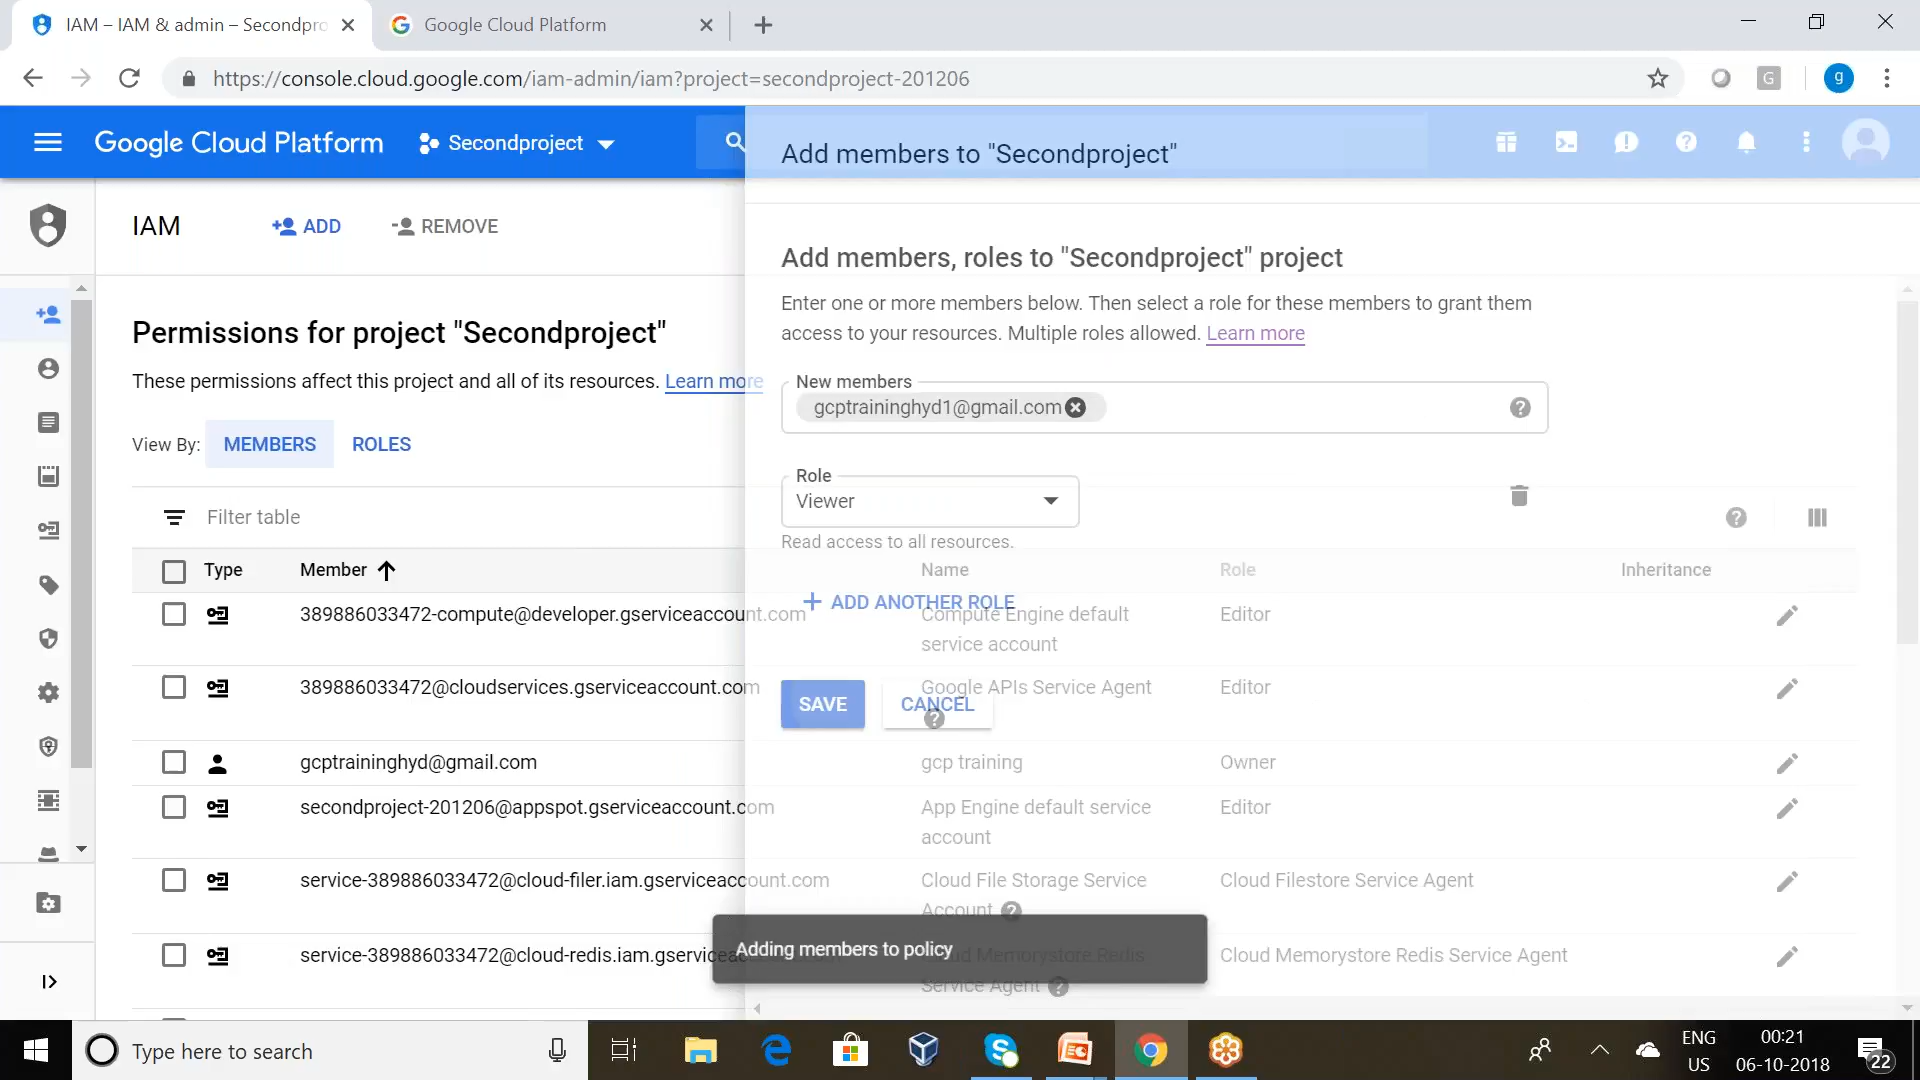 IAM – IAM & admin – Secondpro
Google Cloud Platform
https://console.cloud.google.com/iam-admin/iam?project=secondproject-201206
G
g
Google Cloud Platform
Secondproject
Add members to "Secondproject"
IAM
ADD
REMOVE
Add members, roles to "Secondproject" project
Enter one or more members below. Then select a role for these members to grant them
access to your resources. Multiple roles allowed. Learn more
Permissions for project "Secondproject"
These permissions affect this project and all of its resources. Learn more
New members
gcptraininghyd1@gmail.com
View By: MEMBERS ROLES
Role
Viewer
Read access to all resources.
Filter table
Type Member Name Role Inheritance
ADD ANOTHER ROLE
389886033472-compute@developer.gserviceaccount.com Compute Engine default Editor
service account
389886033472@cloudservices.gserviceaccount.com Google APIs Service Agent Editor
SAVE CANCEL
gcptraininghyd@gmail.com gcp training Owner
secondproject-201206@appspot.gserviceaccount.com App Engine default service Editor
account
service-389886033472@cloud-filer.iam.gserviceaccount.com Cloud File Storage Service Cloud Filestore Service Agent
Account
Adding members to policy
service-389886033472@cloud-redis.iam.gservicea Cloud Memorystore Redis Cloud Memorystore Redis Service Agent
Service Agent
Type here to search
ENG
US
00:21
06-10-2018
22